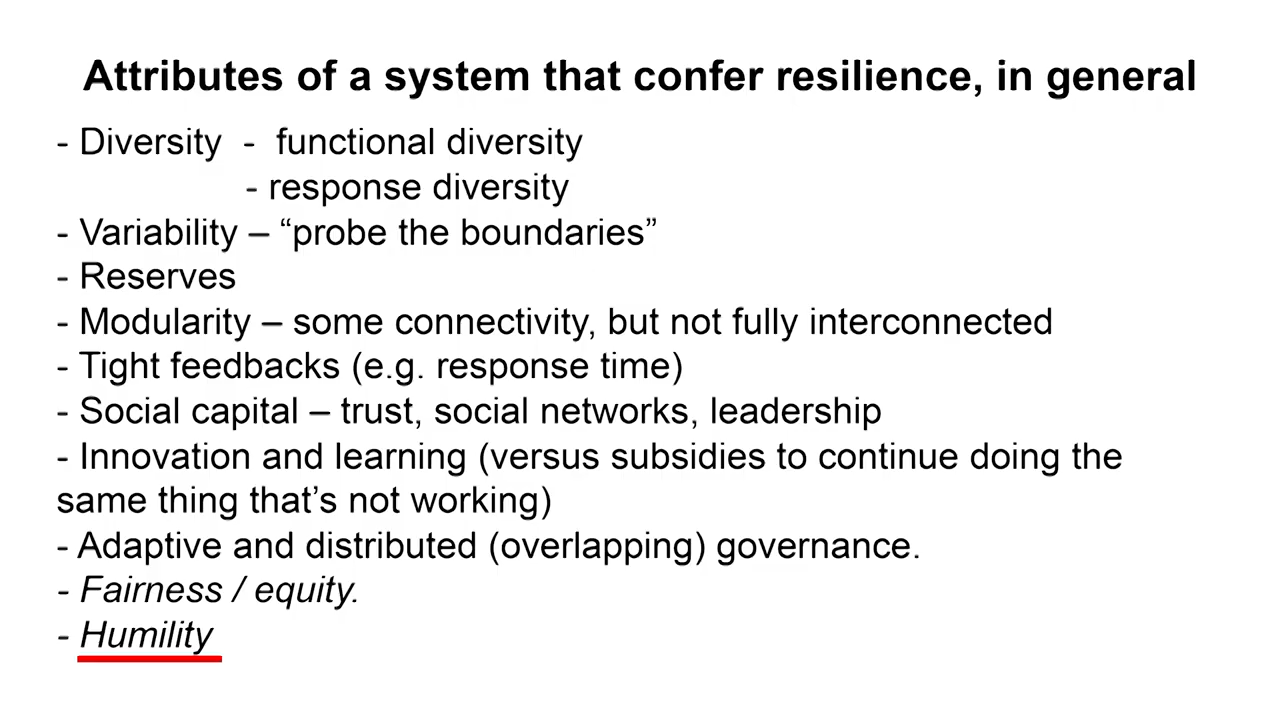 Attributes of a system that confer resilience, in general
- Diversity - functional diversity
- response diversity
- Variability – “probe the boundaries”
- Reserves
- Modularity – some connectivity, but not fully interconnected
- Tight feedbacks (e.g. response time)
- Social capital – trust, social networks, leadership
- Innovation and learning (versus subsidies to continue doing the
same thing that’s not working)
- Adaptive and distributed (overlapping) governance.
- Fairness / equity.
- Humility